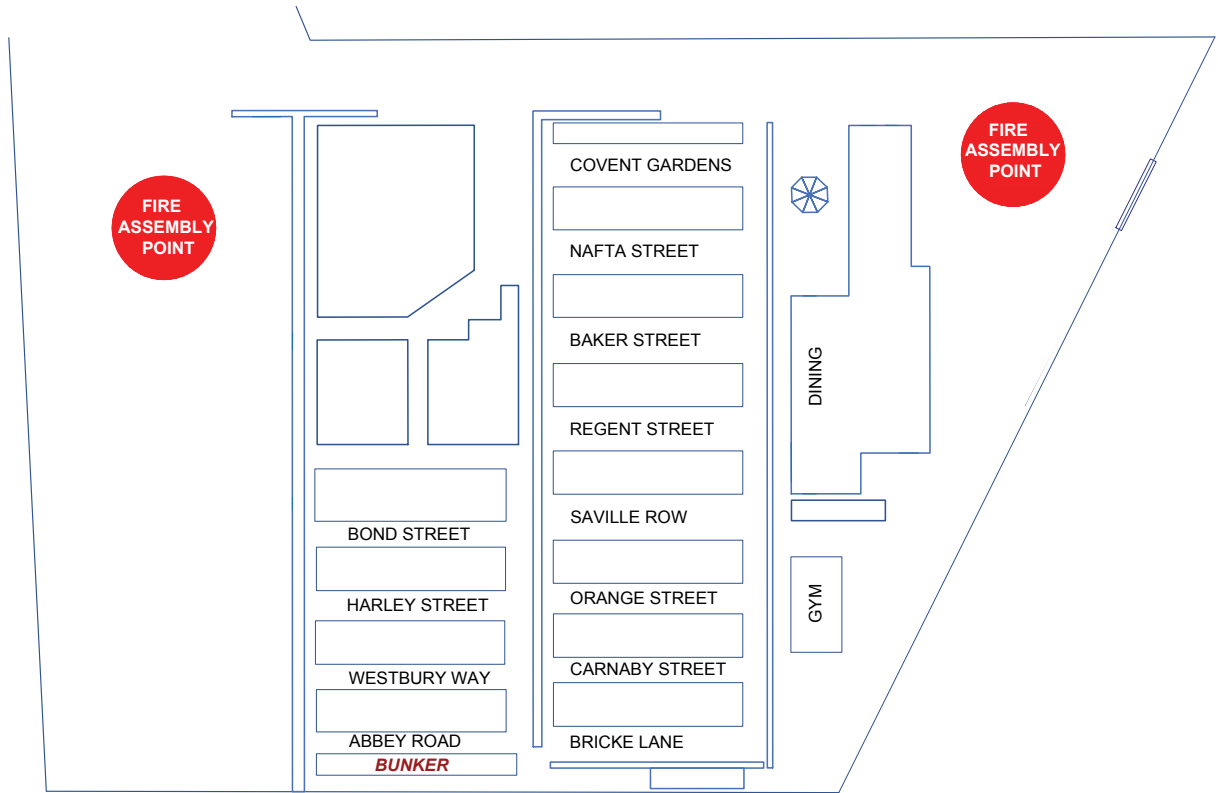 FIRE
ASSEMBLY
POINT
FIRE
ASSEMBLY
POINT
COVENT GARDENS
NAFTA STREET
BAKER STREET
REGENT STREET
SAVILLE ROW
ORANGE STREET
CARNABY STREET
BRICKE LANE
BOND STREET
HARLEY STREET
WESTBURY WAY
ABBEY ROAD
BUNKER
DINING
GYM